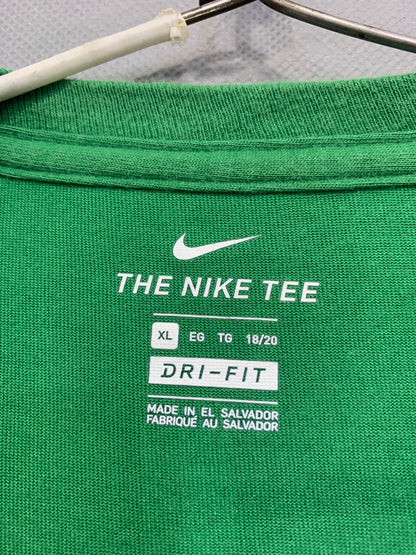 THE NIKE TEE
XL EG TG 18/20
DRI-FIT
MADE IN EL SALVADOR
FABRIQUÉ AU SALVADOR